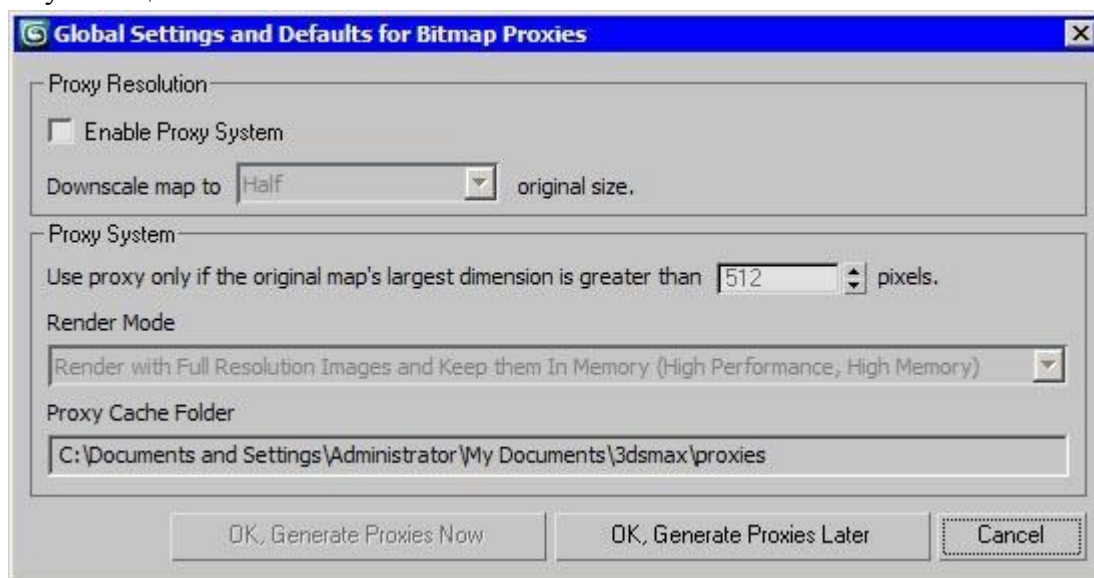 Global Settings and Defaults for Bitmap Proxies
Proxy Resolution
Enable Proxy System
Downscale map to Half original size.
Proxy System
Use proxy only if the original map's largest dimension is greater than 512 pixels.
Render Mode
Render with Full Resolution Images and Keep them In Memory (High Performance, High Memory)
Proxy Cache Folder
C:\Documents and Settings\Administrator\My Documents\3dsmax\proxies
OK, Generate Proxies Now OK, Generate Proxies Later Cancel